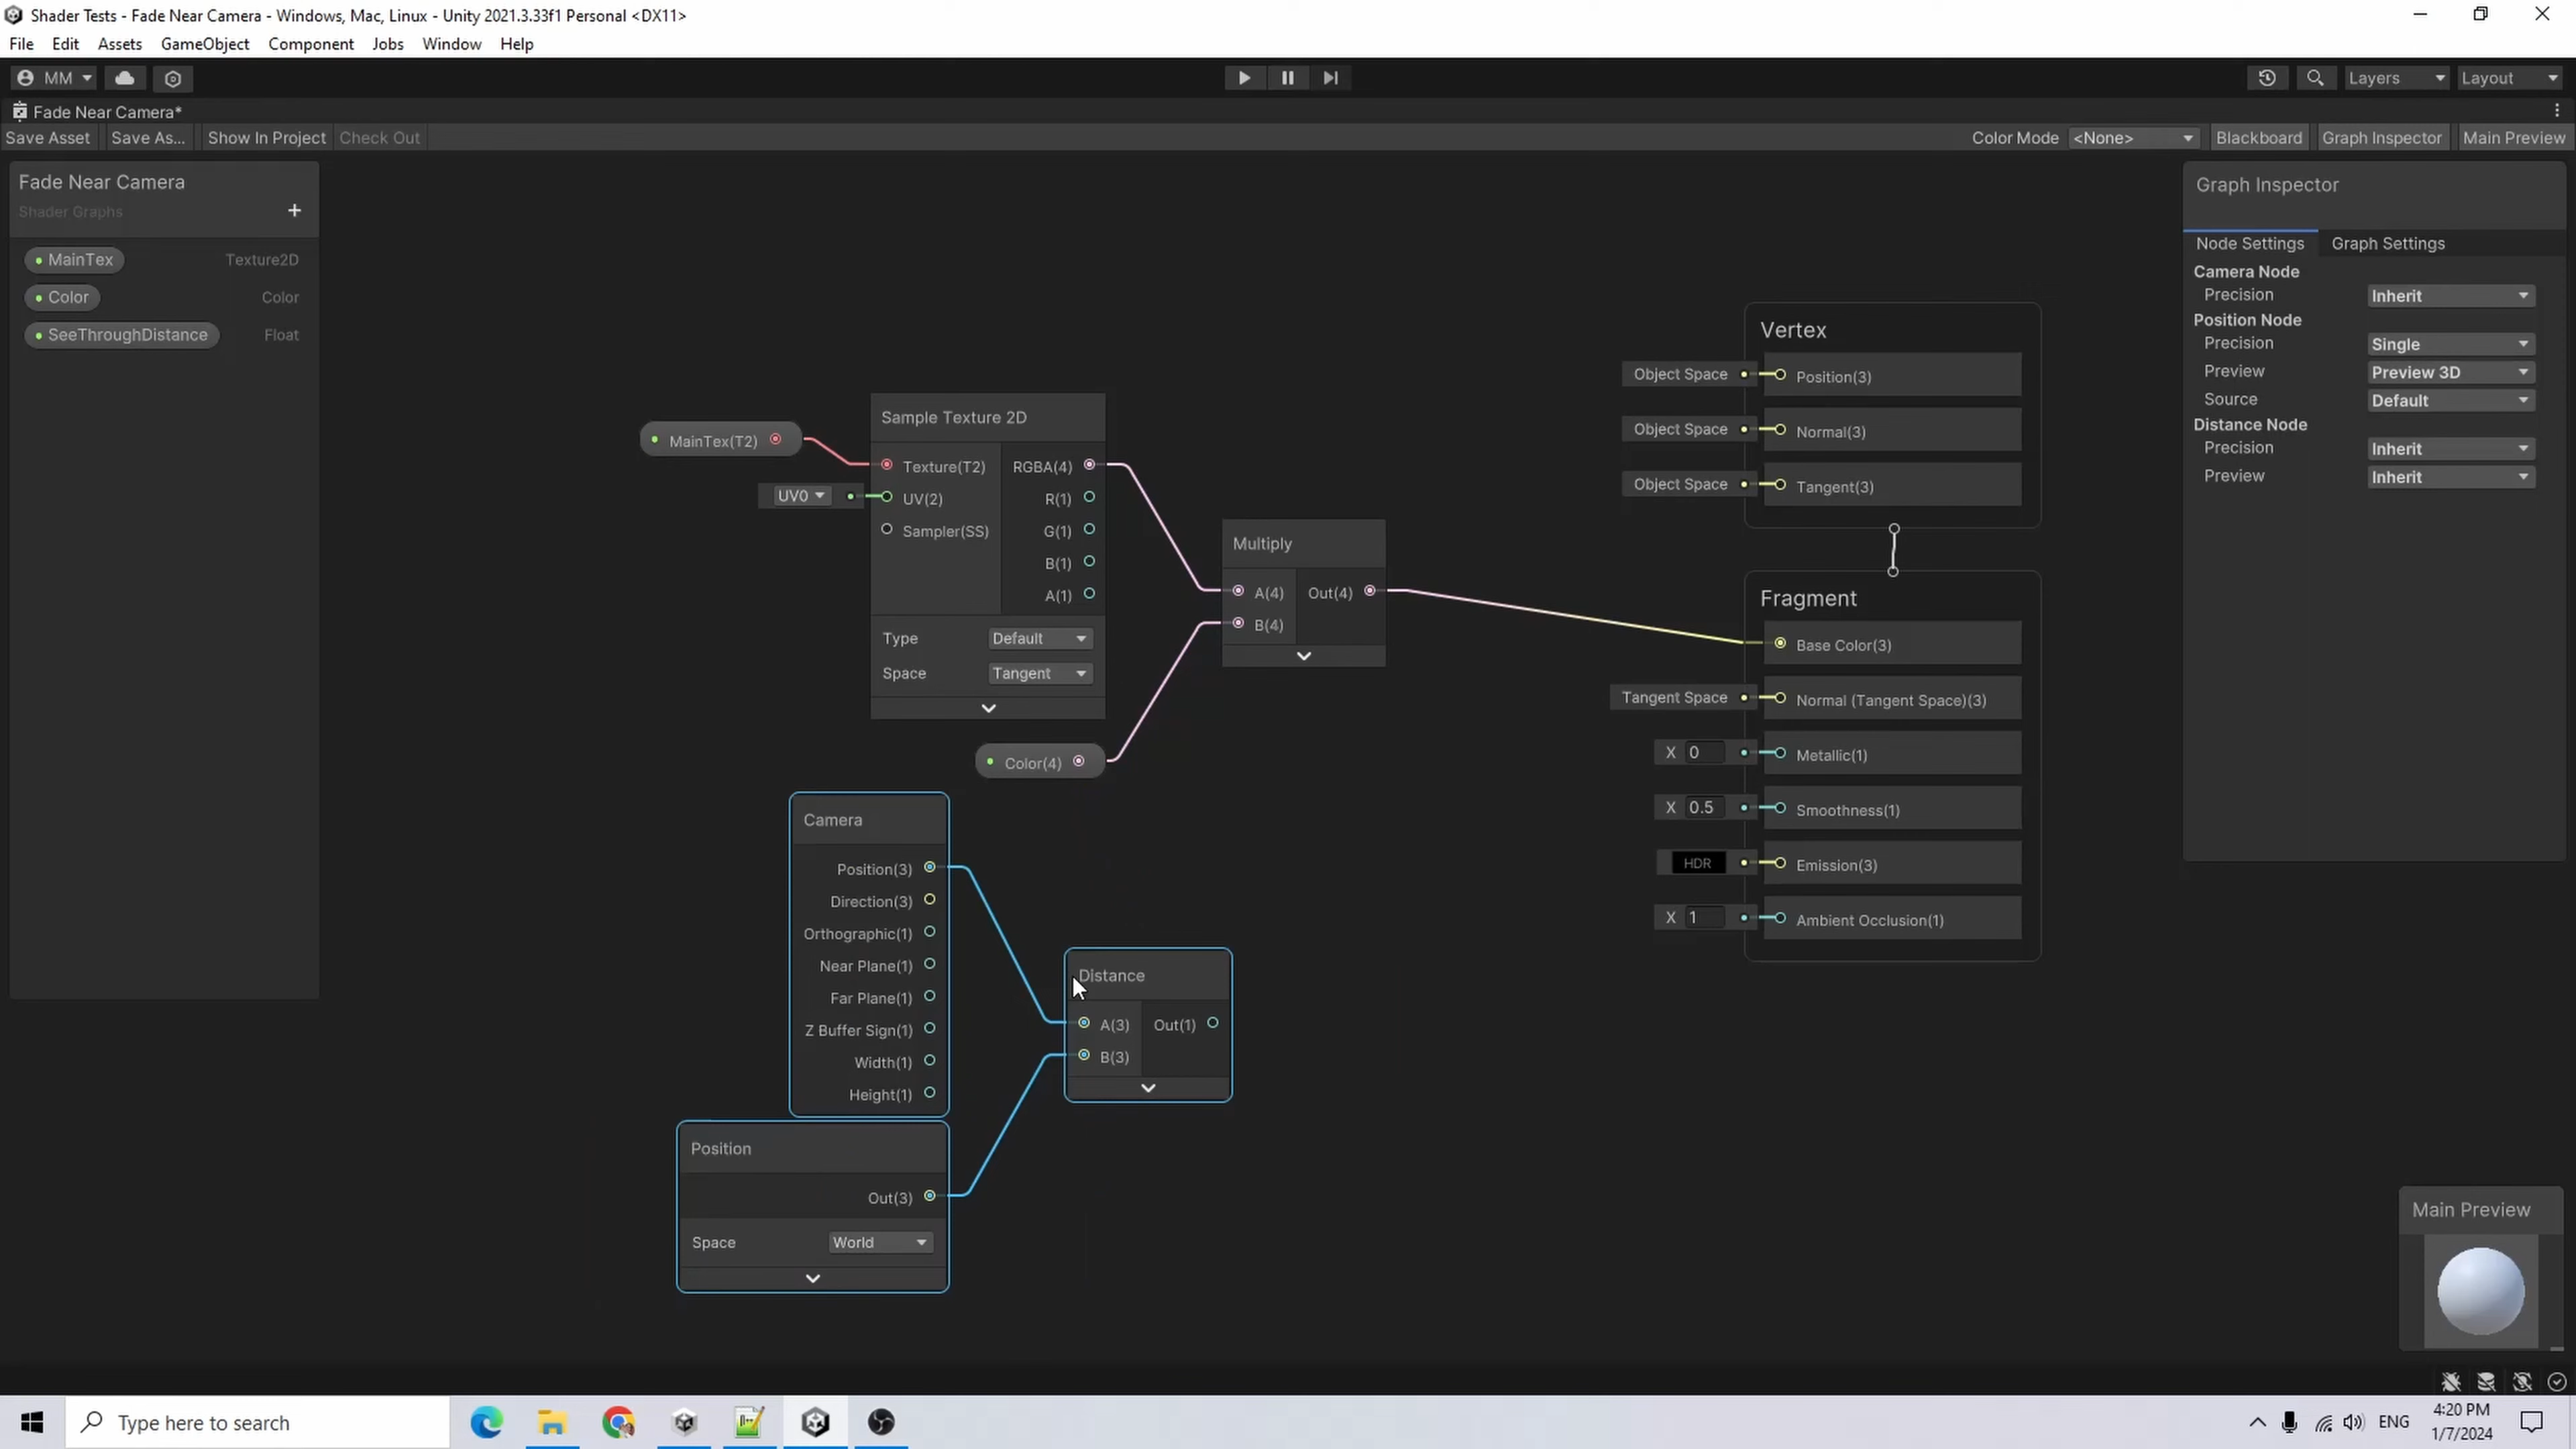 Shader Tests - Fade Near Camera - Windows, Mac, Linux - Unity 2021.3.33f1 Personal <DX11>
File Edit Assets GameObject Component Jobs Window Help
MM Layers Layout
Fade Near Camera*
Save Asset Save As... Show In Project Check Out Color Mode <None> Blackboard Graph Inspector Main Preview
Fade Near Camera
Shader Graphs
+
MainTex Texture2D
Color Color
SeeThroughDistance Float
MainTex(T2)
UV0
Sample Texture 2D
Texture(T2) RGBA(4)
UV(2) R(1)
Sampler(SS) G(1)
B(1)
A(1)
Type Default
Space Tangent
Color(4)
Multiply
A(4) Out(4)
B(4)
Camera
Position(3)
Direction(3)
Orthographic(1)
Near Plane(1)
Far Plane(1)
Z Buffer Sign(1)
Width(1)
Height(1)
Position
Out(3)
Space World
Distance
A(3) Out(1)
B(3)
Vertex
Object Space Position(3)
Object Space Normal(3)
Object Space Tangent(3)
Fragment
Base Color(3)
Tangent Space Normal (Tangent Space)(3)
X 0 Metallic(1)
X 0.5 Smoothness(1)
HDR Emission(3)
X 1 Ambient Occlusion(1)
Graph Inspector
Node Settings Graph Settings
Camera Node
Precision Inherit
Position Node
Precision Single
Preview Preview 3D
Source Default
Distance Node
Precision Inherit
Preview Inherit
Main Preview
Type here to search
ENG
4:20 PM
1/7/2024